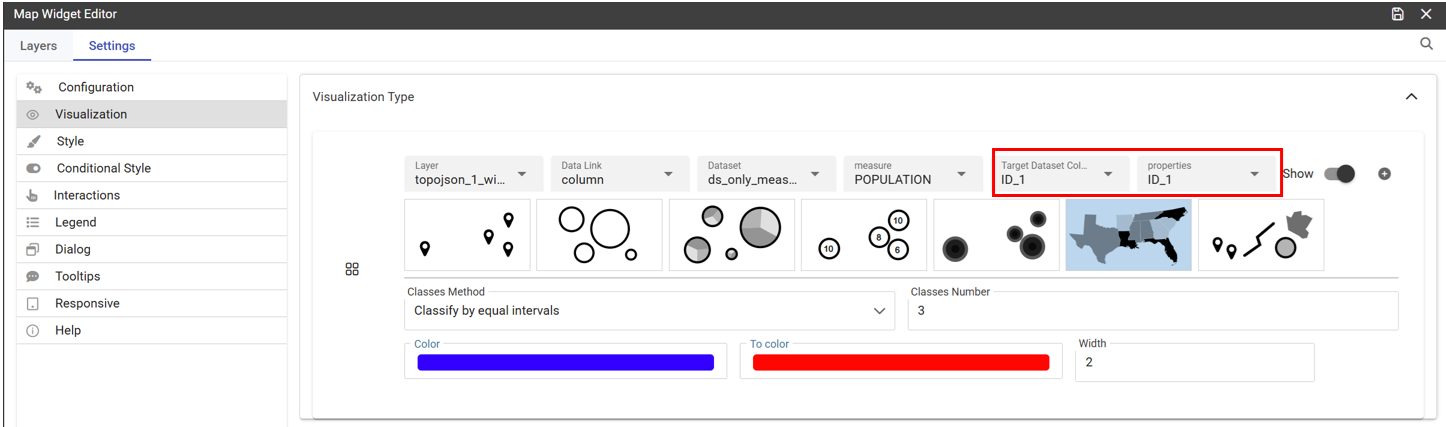 Map Widget Editor
Layers Settings
Configuration
Visualization
Style
Conditional Style
Interactions
Legend
Dialog
Tooltips
Responsive
Help
Visualization Type
Layer Data Link Dataset measure Target Dataset Col... properties
topojson_1_wi... column ds_only_meas... POPULATION ID_1 ID_1 Show
10 8 10 6
Classes Method Classes Number
Classify by equal intervals 3
Color To color Width
2